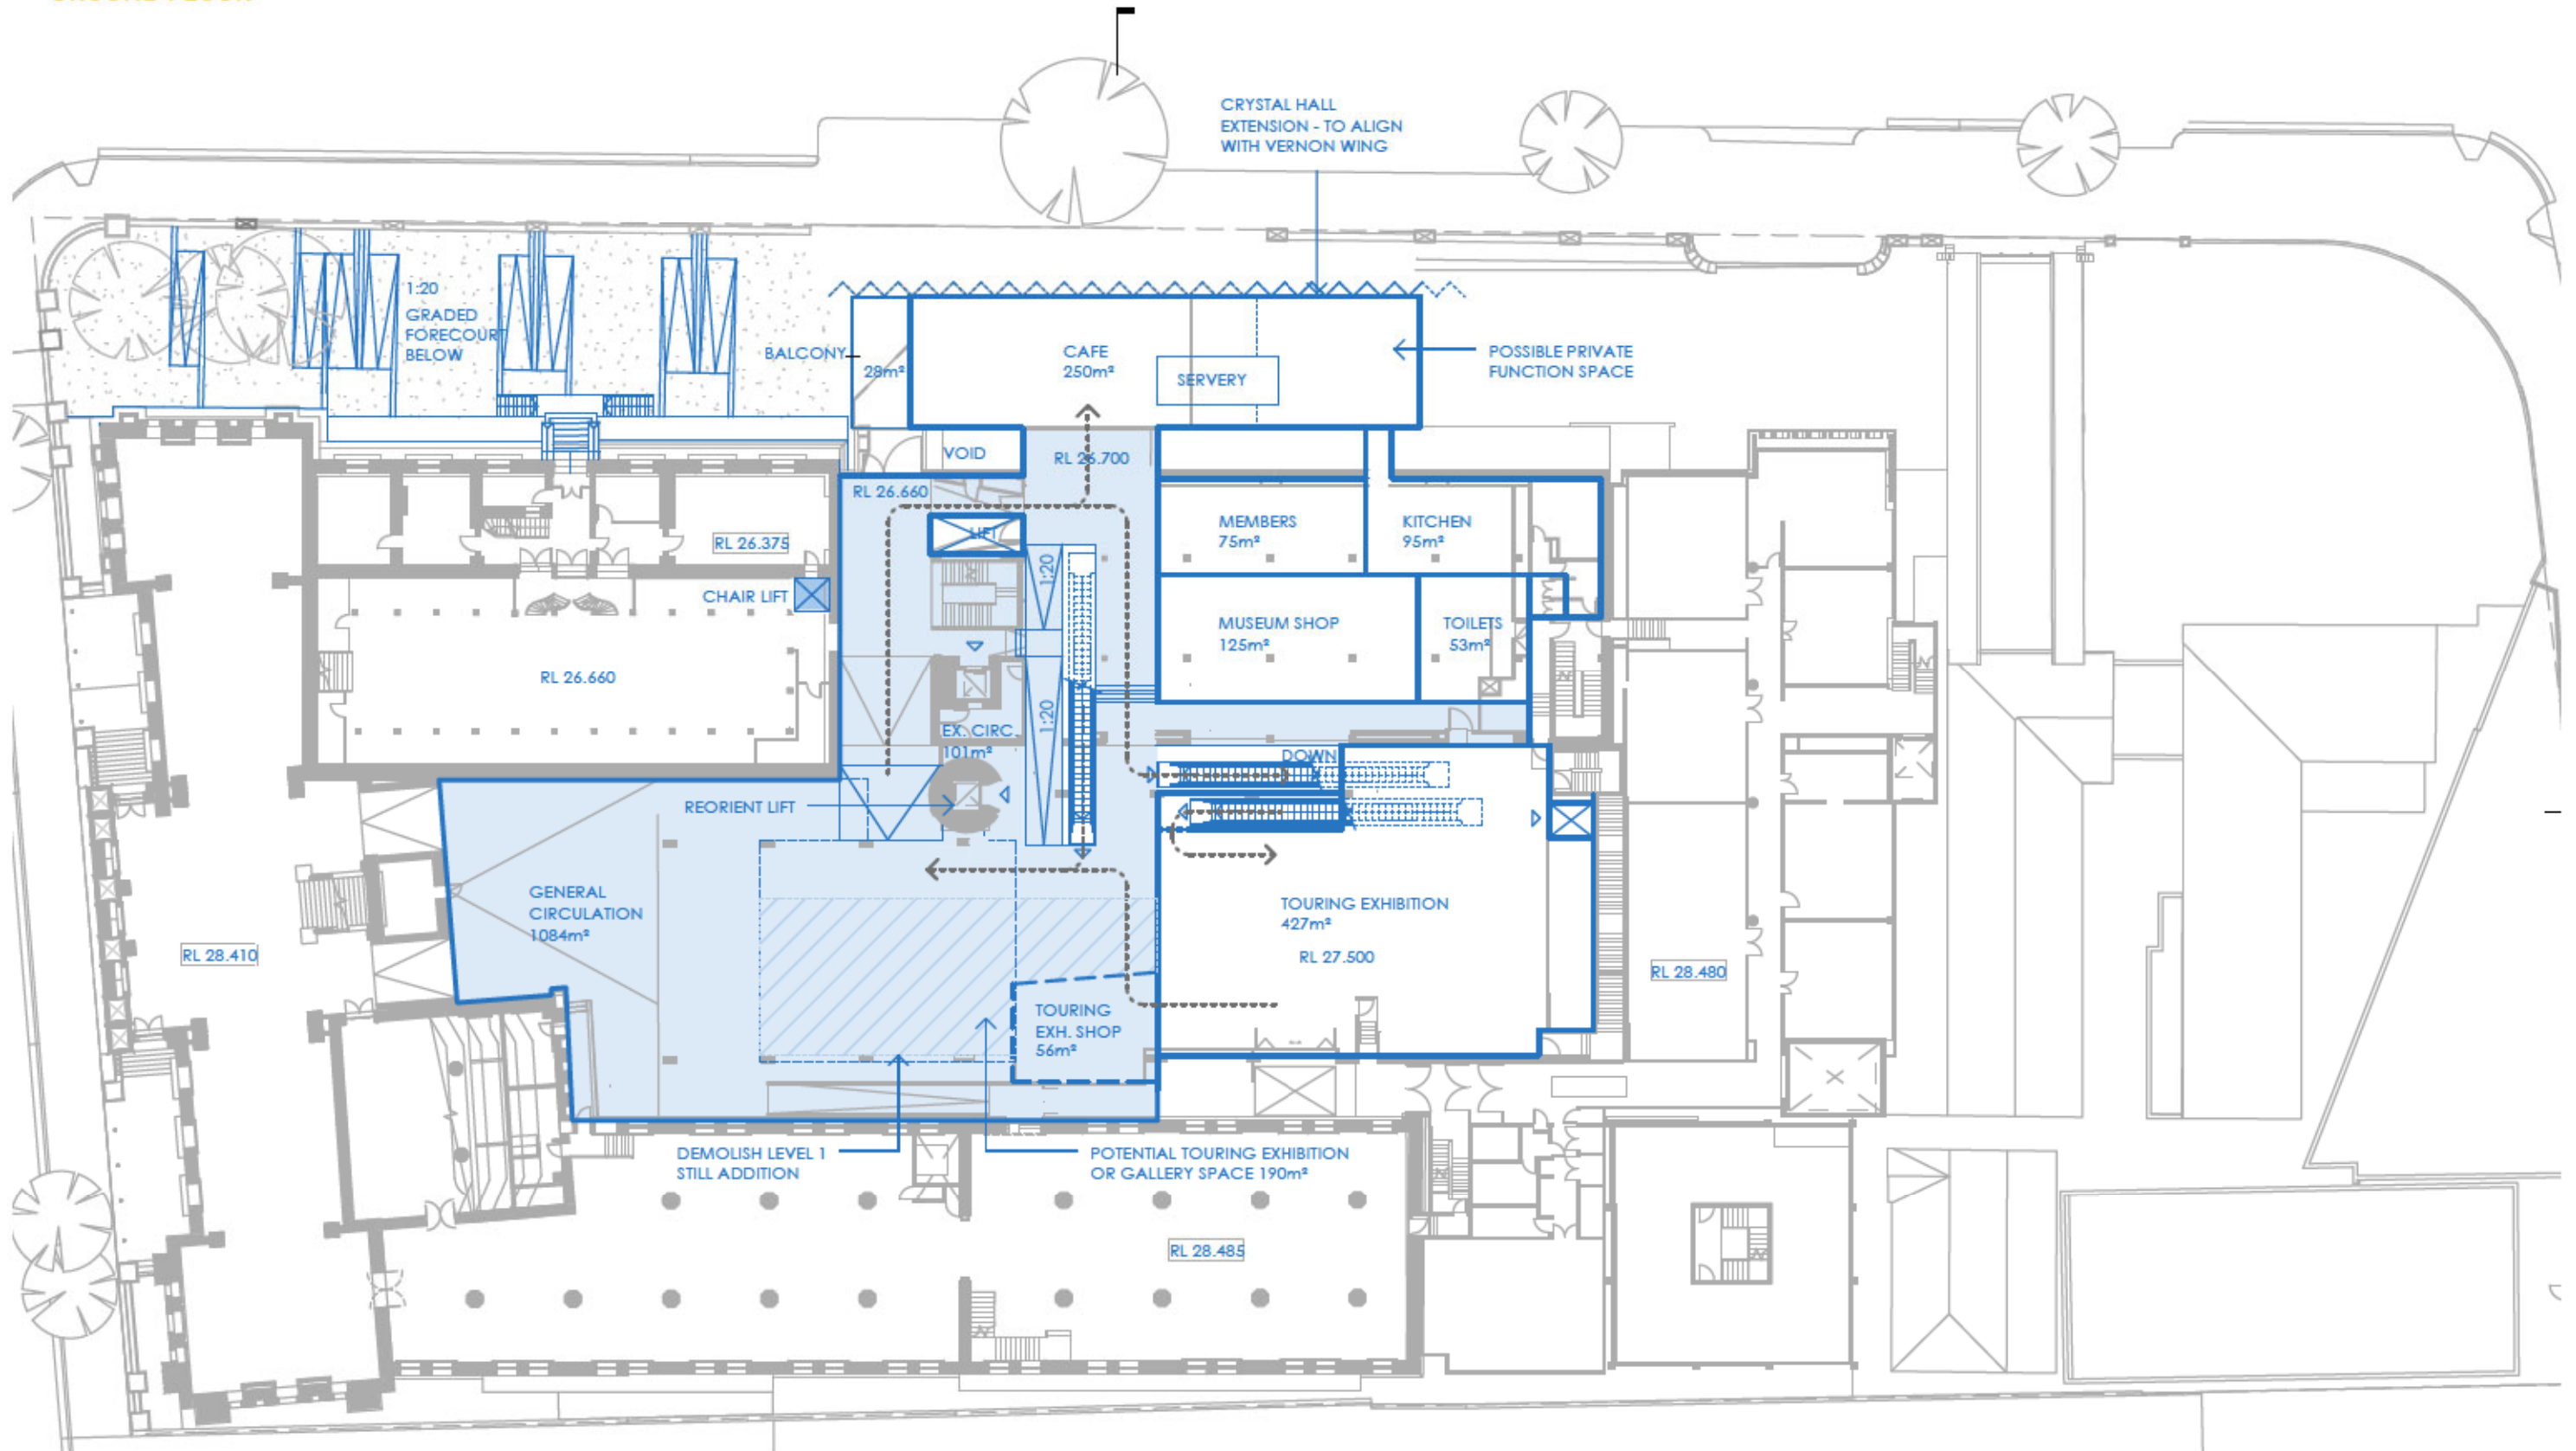 CRYSTAL HALL
EXTENSION - TO ALIGN
WITH VERNON WING
1:20
GRADED
FORECOURT
BELOW
BALCONY
28m²
CAFE
250m²
SERVERY
POSSIBLE PRIVATE
FUNCTION SPACE
VOID
RL 26.700
RL 26.660
LIFT
MEMBERS
75m²
KITCHEN
95m²
RL 26.375
CHAIR LIFT
1:20
MUSEUM SHOP
125m²
TOILETS
53m²
RL 26.660
1:20
EX. CIRC.
101m²
DOWN
REORIENT LIFT
GENERAL
CIRCULATION
1084m²
TOURING EXHIBITION
427m²
RL 27.500
RL 28.410
RL 28.480
TOURING
EXH. SHOP
56m²
DEMOLISH LEVEL 1
STILL ADDITION
POTENTIAL TOURING EXHIBITION
OR GALLERY SPACE 190m²
RL 28.485